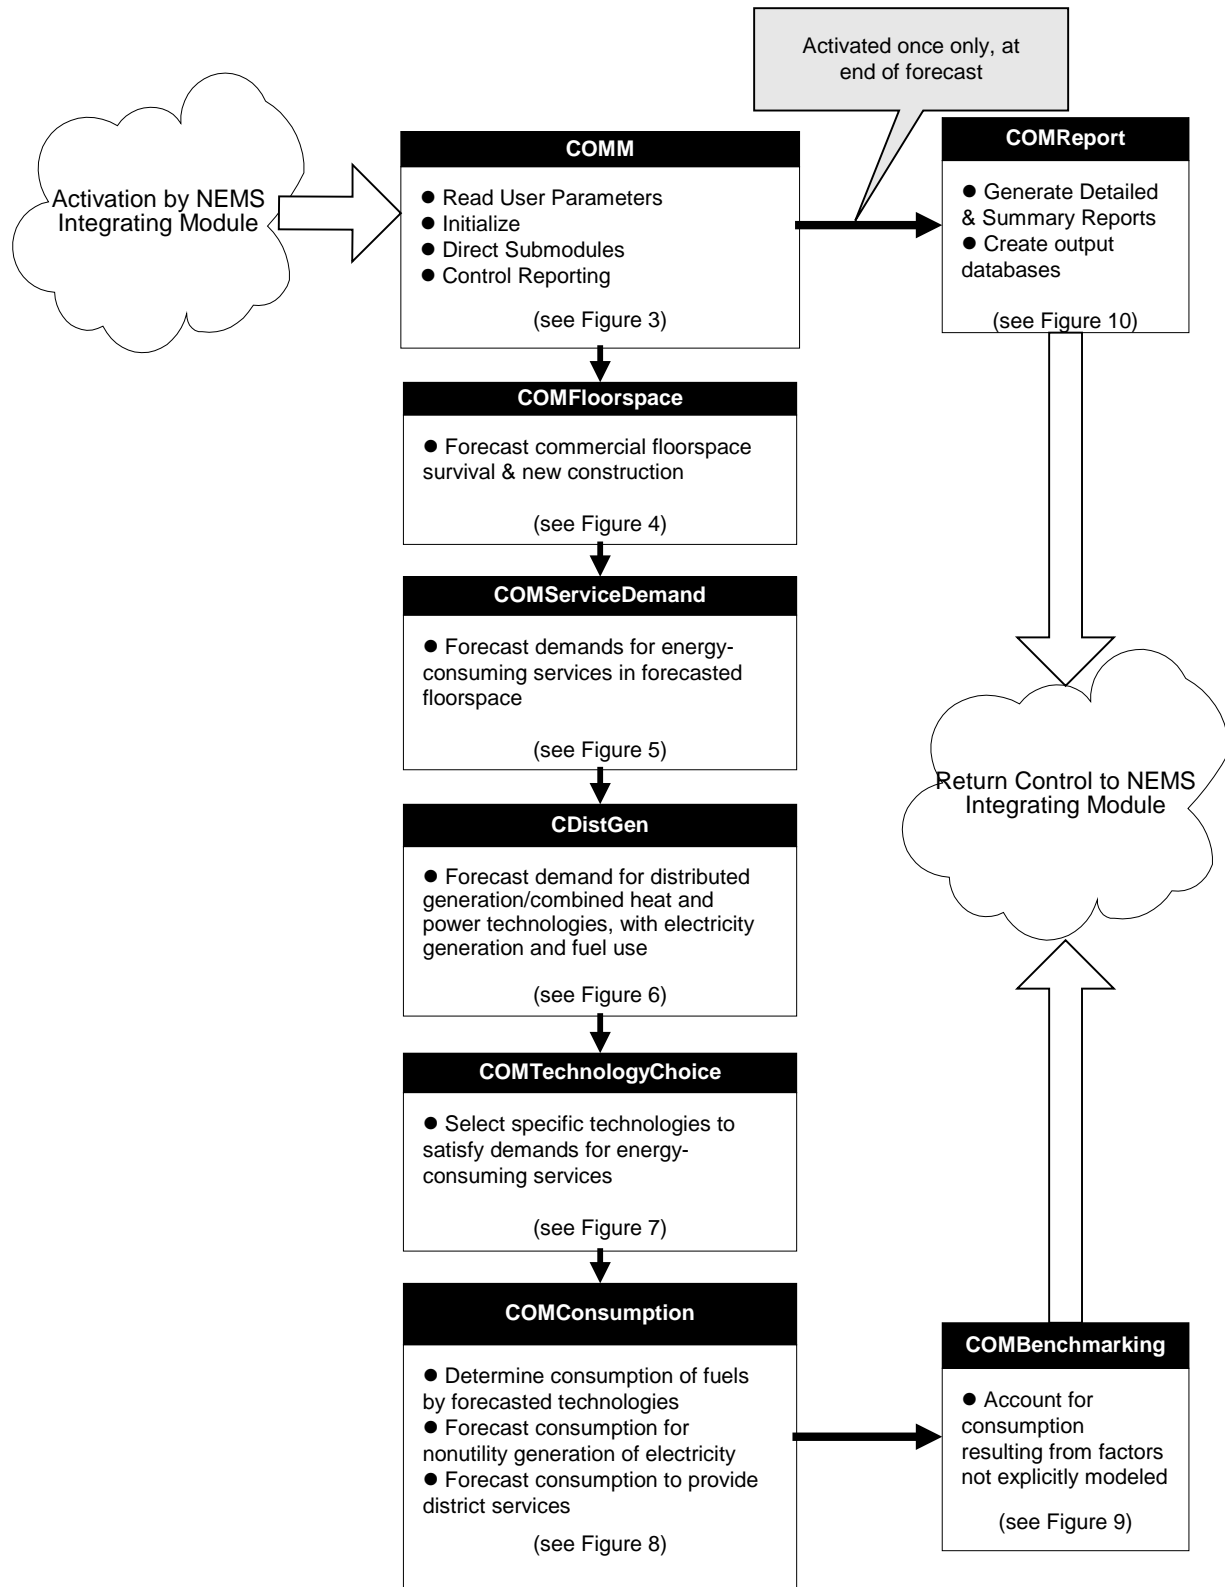 Activated once only, at
end of forecast
Activation by NEMS
Integrating Module
COMM
● Read User Parameters
● Initialize
● Direct Submodules
● Control Reporting
(see Figure 3)
COMReport
● Generate Detailed
& Summary Reports
● Create output
databases
(see Figure 10)
COMFloorspace
● Forecast commercial floorspace
survival & new construction
(see Figure 4)
COMServiceDemand
● Forecast demands for energy-
consuming services in forecasted
floorspace
(see Figure 5)
Return Control to NEMS
Integrating Module
CDistGen
● Forecast demand for distributed
generation/combined heat and
power technologies, with electricity
generation and fuel use
(see Figure 6)
COMTechnologyChoice
● Select specific technologies to
satisfy demands for energy-
consuming services
(see Figure 7)
COMConsumption
● Determine consumption of fuels
by forecasted technologies
● Forecast consumption for
nonutility generation of electricity
● Forecast consumption to provide
district services
(see Figure 8)
COMBenchmarking
● Account for
consumption
resulting from factors
not explicitly modeled
(see Figure 9)